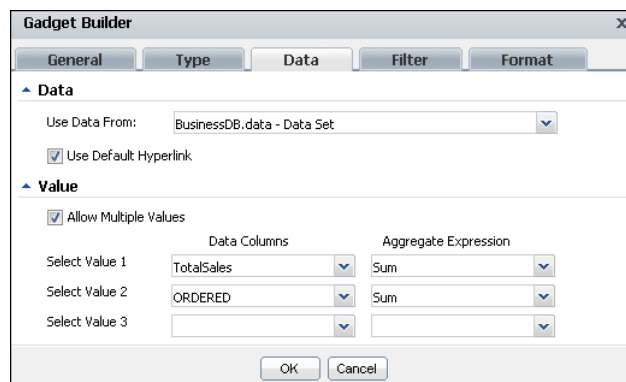 Gadget Builder x
General Type Data Filter Format
Data
Use Data From: BusinessDB.data - Data Set
Use Default Hyperlink
Value
Allow Multiple Values
Data Columns Aggregate Expression
Select Value 1 TotalSales Sum
Select Value 2 ORDERED Sum
Select Value 3
OK Cancel